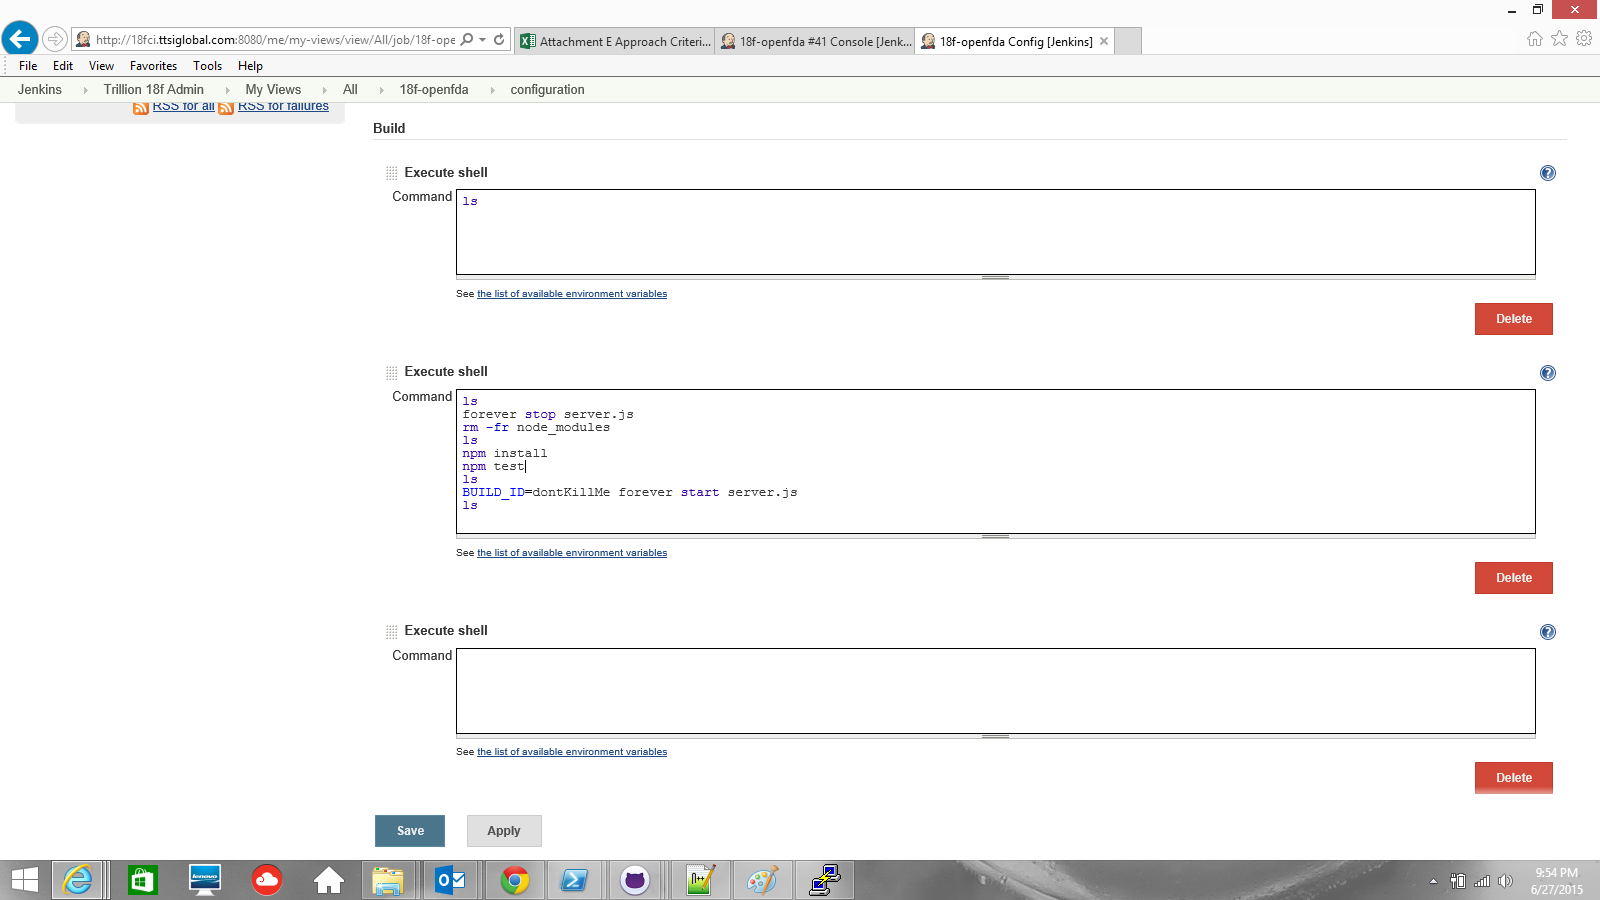 http://18fci.ttsiglobal.com:8080/me/my-views/view/All/job/18f-ope
Attachment E Approach Criteri...
18f-openfda #41 Console [Jenk...
18f-openfda Config [Jenkins]
File Edit View Favorites Tools Help
Jenkins Trillion 18f Admin My Views All 18f-openfda configuration
RSS for all RSS for failures
Build
Execute shell
Command
ls
See the list of available environment variables
Delete
Execute shell
Command
ls
forever stop server.js
rm -fr node_modules
ls
npm install
npm test
ls
BUILD_ID=dontKillMe forever start server.js
ls
See the list of available environment variables
Delete
Execute shell
Command
See the list of available environment variables
Delete
Save Apply
lenovo
9:54 PM
6/27/2015